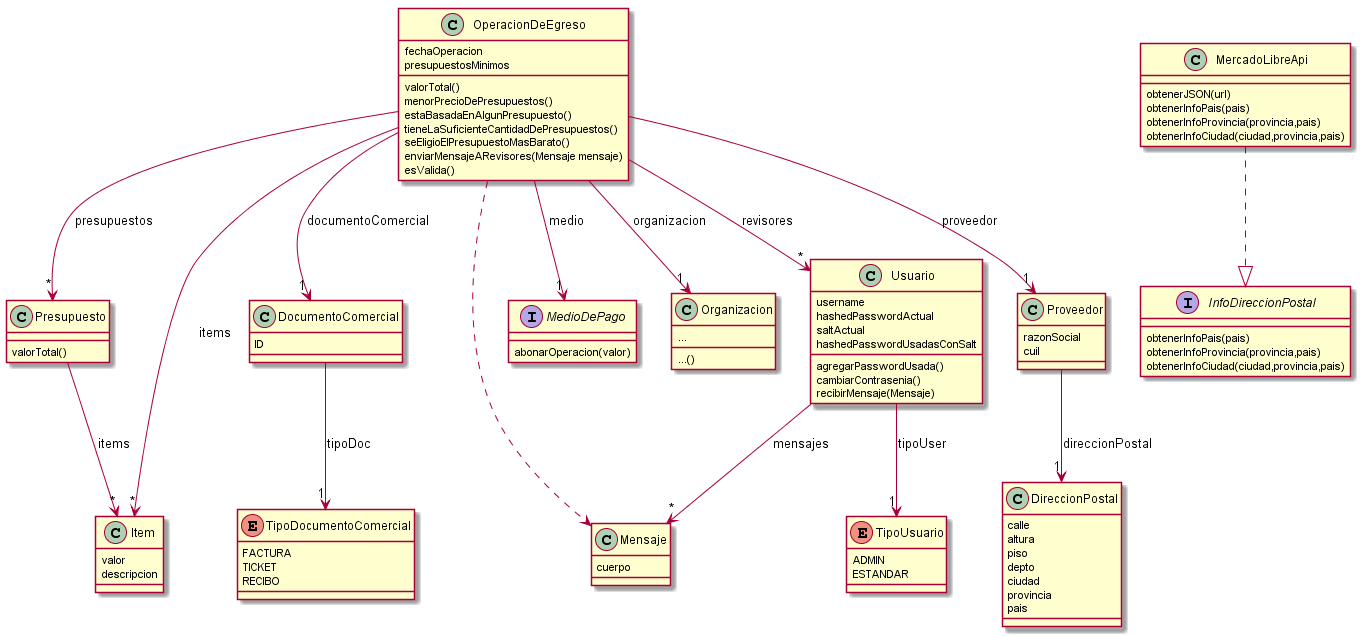 C OperacionDeEgreso
fechaOperacion
presupuestosMinimos
valorTotal()
menorPrecioDePresupuestos()
estaBasadaEnAlgunPresupuesto()
tieneLaSuficienteCantidadDePresupuestos()
seEligioElPresupuestoMasBarato()
enviarMensajeARevisores(Mensaje mensaje)
esValida()
C MercadoLibreApi
obtenerJSON(url)
obtenerInfoPais(pais)
obtenerInfoProvincia(provincia,pais)
obtenerInfoCiudad(ciudad,provincia,pais)
presupuestos
*
items
*
documentoComercial
1
medio
1
organizacion
1
revisores
*
proveedor
1
C Presupuesto
valorTotal()
C DocumentoComercial
ID
I MedioDePago
abonarOperacion(valor)
C Organizacion
...
...()
C Usuario
username
hashedPasswordActual
saltActual
hashedPasswordUsadasConSalt
agregarPasswordUsada()
cambiarContrasenia()
recibirMensaje(Mensaje)
C Proveedor
razonSocial
cuil
I InfoDireccionPostal
obtenerInfoPais(pais)
obtenerInfoProvincia(provincia,pais)
obtenerInfoCiudad(ciudad,provincia,pais)
items
*
tipoDoc
1
mensajes
*
tipoUser
1
direccionPostal
1
C Item
valor
descripcion
E TipoDocumentoComercial
FACTURA
TICKET
RECIBO
C Mensaje
cuerpo
E TipoUsuario
ADMIN
ESTANDAR
C DireccionPostal
calle
altura
piso
depto
ciudad
provincia
pais